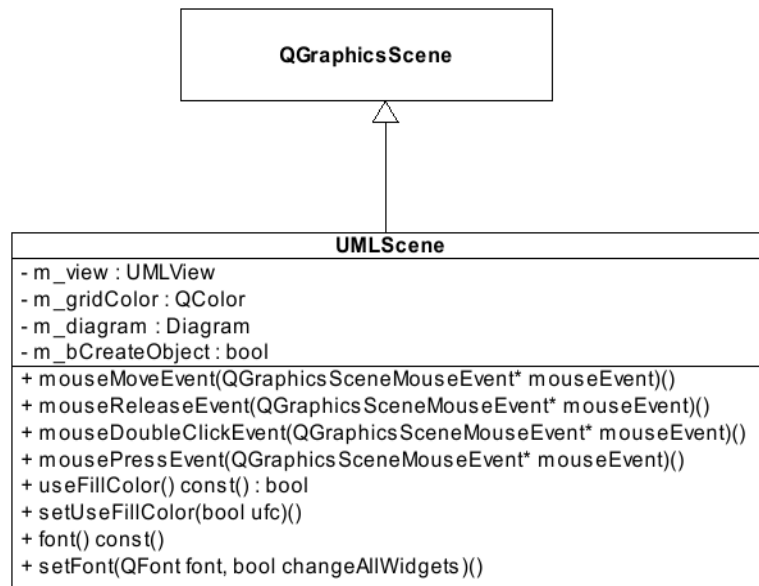 QGraphicsScene
UMLScene
- m_view : UMLView
- m_gridColor : QColor
- m_diagram : Diagram
- m_bCreateObject : bool
+ mouseMoveEvent(QGraphicsSceneMouseEvent* mouseEvent)()
+ mouseReleaseEvent(QGraphicsSceneMouseEvent* mouseEvent)()
+ mouseDoubleClickEvent(QGraphicsSceneMouseEvent* mouseEvent)()
+ mousePressEvent(QGraphicsSceneMouseEvent* mouseEvent)()
+ useFillColor() const() : bool
+ setUseFillColor(bool ufc)()
+ font() const()
+ setFont(QFont font, bool changeAllWidgets)()